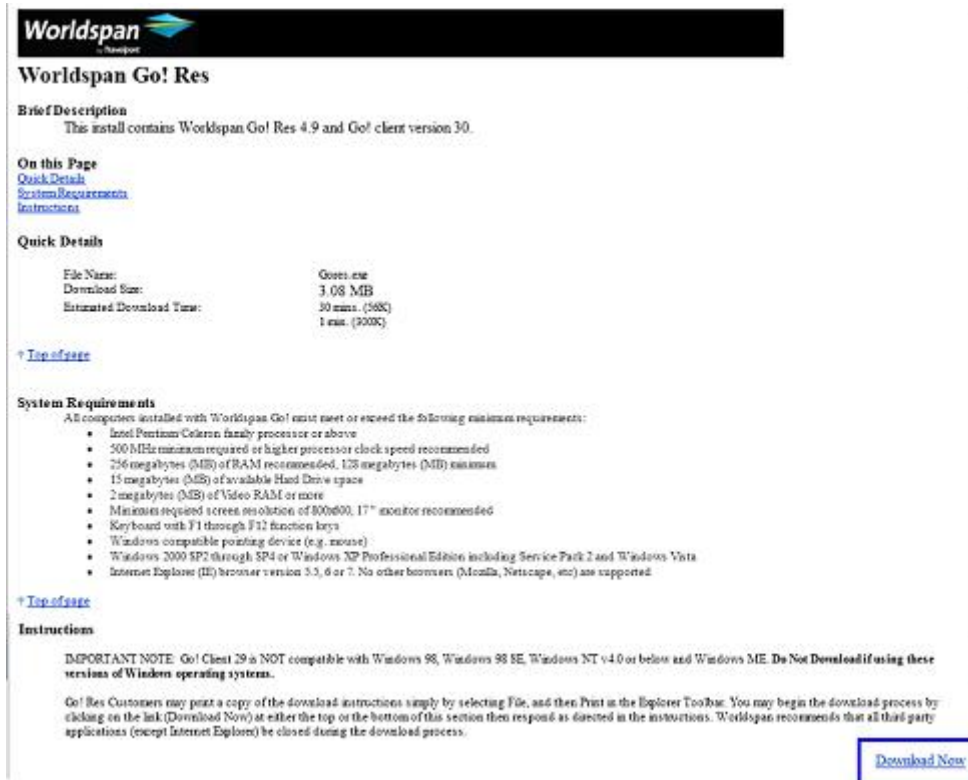 Worldspan
by Travelport
Worldspan Go! Res
Brief Description
This install contains Worldspan Go! Res 4.9 and Go! client version 30.
On this Page
Quick Details
System Requirements
Instructions
Quick Details
File Name: Gores.exe
Download Size: 3.08 MB
Estimated Download Time: 30 mins. (56K)
1 min. (300K)
↑ Top of page
System Requirements
All computers installed with Worldspan Go! must meet or exceed the following minimum requirements:
• Intel Pentium/Celeron family processor or above
• 500 MHz minimum required or higher processor clock speed recommended
• 256 megabytes (MB) of RAM recommended, 128 megabytes (MB) minimum
• 15 megabytes (MB) of available Hard Drive space
• 2 megabytes (MB) of Video RAM or more
• Minimum required screen resolution of 800x600, 17" monitor recommended
• Keyboard with F1 through F12 function keys
• Windows compatible pointing device (e.g. mouse)
• Windows 2000 SP2 through SP4 or Windows XP Professional Edition including Service Pack 2 and Windows Vista
• Internet Explorer (IE) browser version 5.5, 6 or 7. No other browsers (Mozilla, Netscape, etc) are supported
↑ Top of page
Instructions
IMPORTANT NOTE: Go! Client 29 is NOT compatible with Windows 98, Windows 98 SE, Windows NT v4.0 or below and Windows ME. Do Not Download if using these
versions of Windows operating systems.
Go! Res Customers may print a copy of the download instructions simply by selecting File, and then Print in the Explorer Toolbar. You may begin the download process by
clicking on the link (Download Now) at either the top or the bottom of this section then respond as directed in the instructions. Worldspan recommends that all third party
applications (except Internet Explorer) be closed during the download process.
Download Now